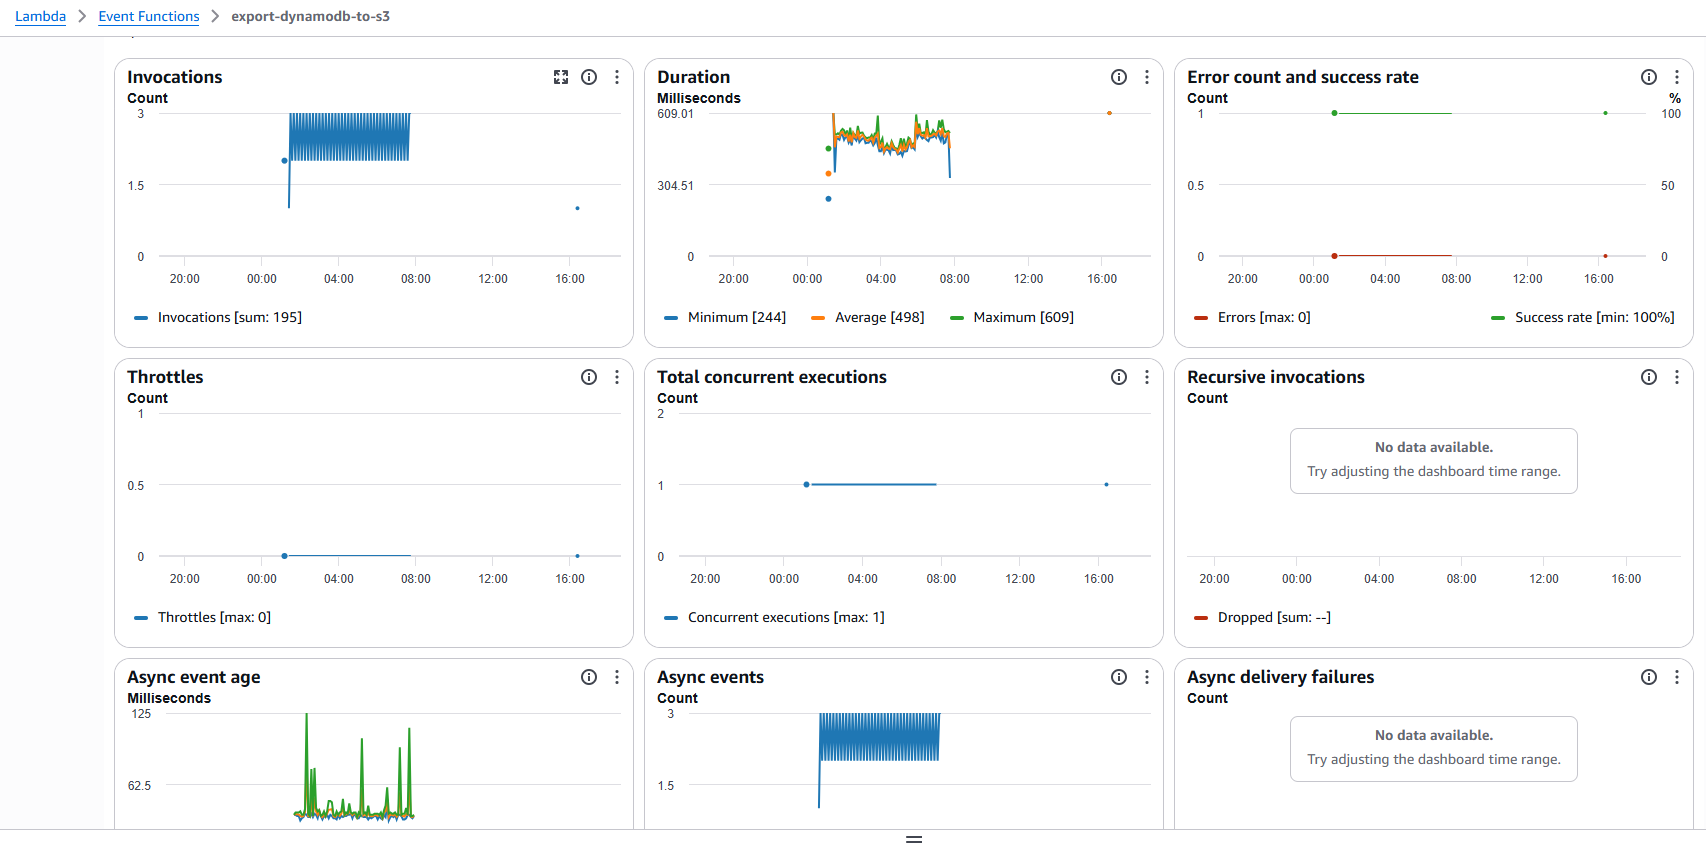 Lambda > Event Functions > export-dynamodb-to-s3
Invocations
Count
3
1.5
0
20:00 00:00 04:00 08:00 12:00 16:00
Invocations [sum: 195]
Duration
Milliseconds
609.01
304.51
0
20:00 00:00 04:00 08:00 12:00 16:00
Minimum [244] Average [498] Maximum [609]
Error count and success rate
Count %
1 100
0.5 50
0 0
20:00 00:00 04:00 08:00 12:00 16:00
Errors [max: 0] Success rate [min: 100%]
Throttles
Count
1
0.5
0
20:00 00:00 04:00 08:00 12:00 16:00
Throttles [max: 0]
Total concurrent executions
Count
2
1
0
20:00 00:00 04:00 08:00 12:00 16:00
Concurrent executions [max: 1]
Recursive invocations
Count
No data available.
Try adjusting the dashboard time range.
20:00 00:00 04:00 08:00 12:00 16:00
Dropped [sum: --]
Async event age
Milliseconds
125
62.5
Async events
Count
3
1.5
Async delivery failures
Count
No data available.
Try adjusting the dashboard time range.